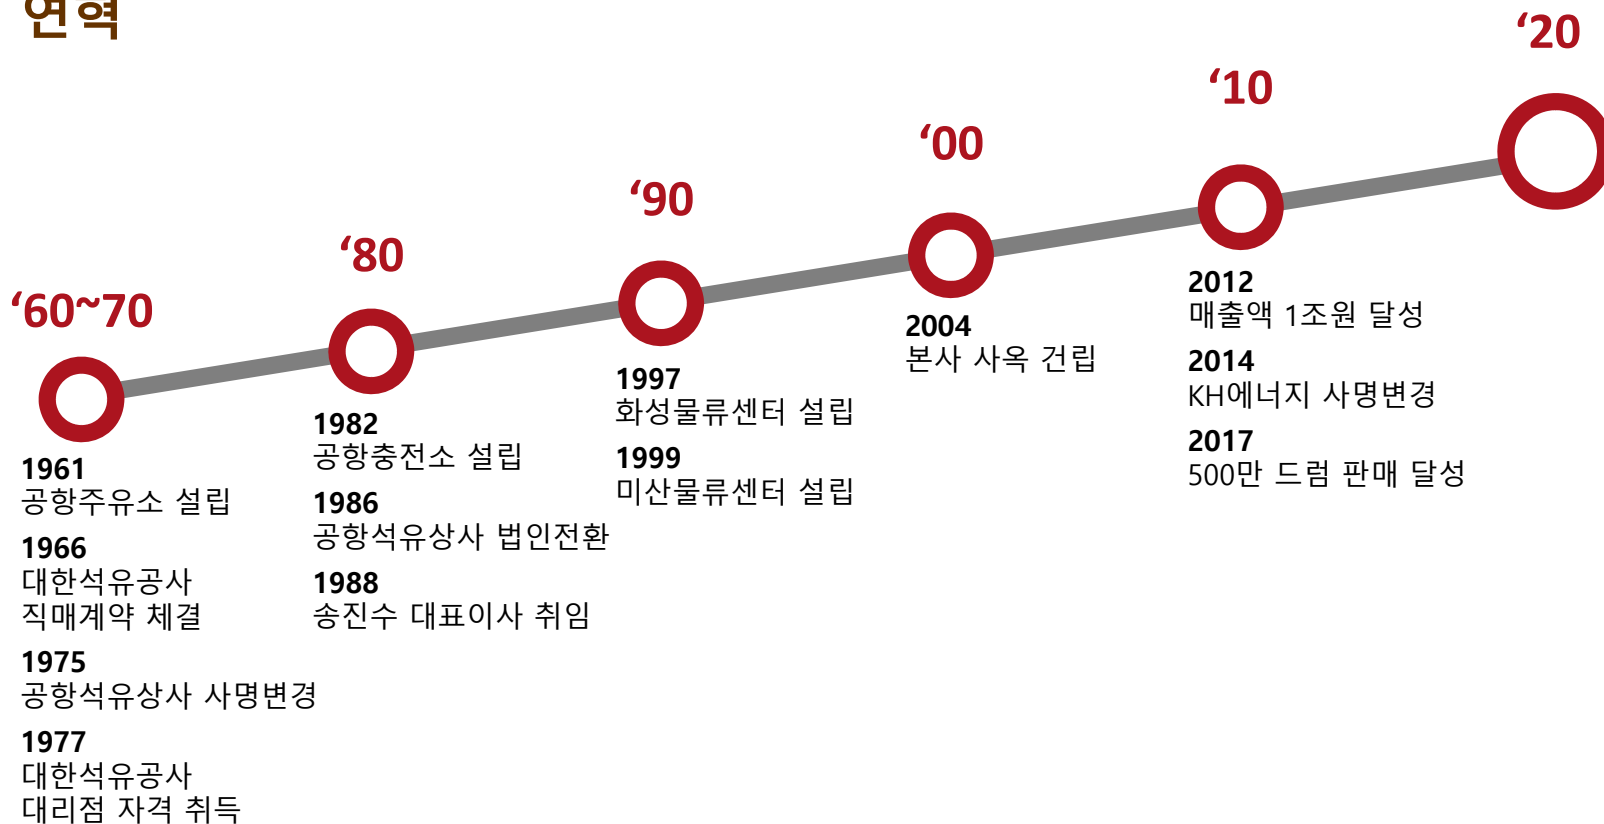 연혁
‘60~70
1961
공항주유소 설립
1966
대한석유공사
직매계약 체결
1975
공항석유상사 사명변경
1977
대한석유공사
대리점 자격 취득
‘80
1982
공항충전소 설립
1986
공항석유상사 법인전환
1988
송진수 대표이사 취임
‘90
1997
화성물류센터 설립
1999
미산물류센터 설립
‘00
2004
본사 사옥 건립
‘10
2012
매출액 1조원 달성
2014
KH에너지 사명변경
2017
500만 드럼 판매 달성
‘20